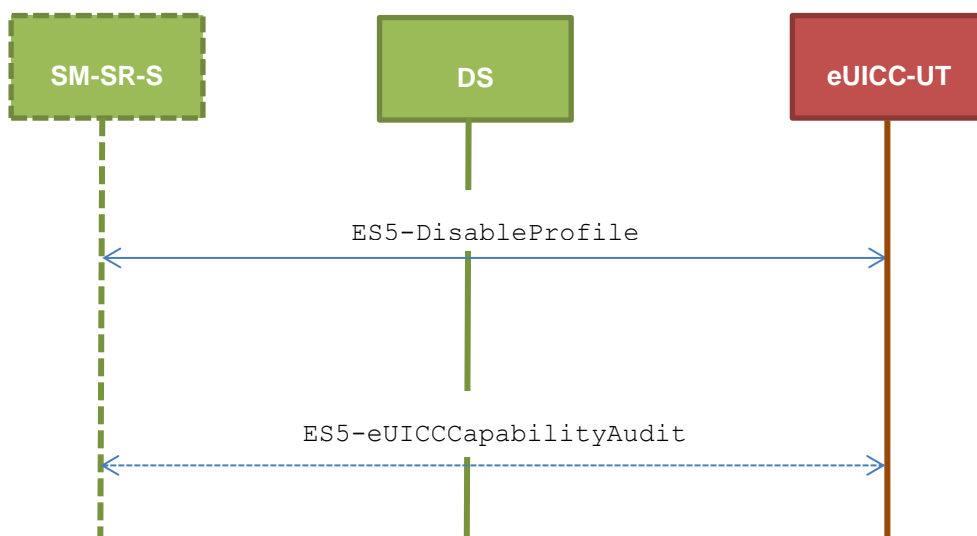 SM-SR-S
DS
eUICC-UT
ES5-DisableProfile
ES5-eUICCCapabilityAudit